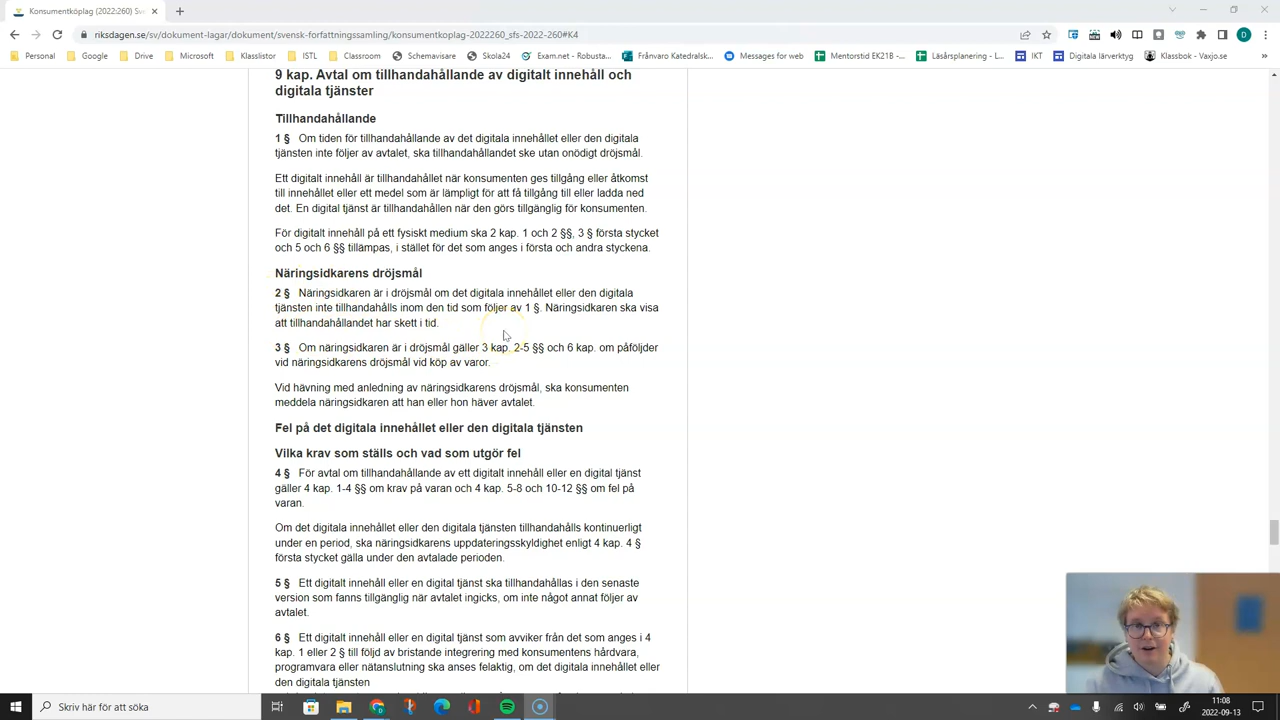 Konsumentköplag (2022:260) Sve
riksdagen.se/sv/dokument-lagar/dokument/svensk-forfattningssamling/konsumentkoplag-2022260_sfs-2022-260#K4
D
Personal Google Drive Microsoft Klasslistor ISTL Classroom Schemavisare Skola24 Exam.net - Robusta... Frånvaro Katedralsk... Messages for web Mentorstid EK21B -... Läsårsplanering - L... IKT Digitala lärverktyg Klassbok - Vaxjo.se »
9 kap. Avtal om tillhandahållande av digitalt innehåll och
digitala tjänster
Tillhandahållande
1 § Om tiden för tillhandahållande av det digitala innehållet eller den digitala
tjänsten inte följer av avtalet, ska tillhandahållandet ske utan onödigt dröjsmål.
Ett digitalt innehåll är tillhandahållet när konsumenten ges tillgång eller åtkomst
till innehållet eller ett medel som är lämpligt för att få tillgång till eller ladda ned
det. En digital tjänst är tillhandahållen när den görs tillgänglig för konsumenten.
För digitalt innehåll på ett fysiskt medium ska 2 kap. 1 och 2 §§, 3 § första stycket
och 5 och 6 §§ tillämpas, i stället för det som anges i första och andra styckena.
Näringsidkarens dröjsmål
2 § Näringsidkaren är i dröjsmål om det digitala innehållet eller den digitala
tjänsten inte tillhandahålls inom den tid som följer av 1 §. Näringsidkaren ska visa
att tillhandahållandet har skett i tid.
3 § Om näringsidkaren är i dröjsmål gäller 3 kap. 2-5 §§ och 6 kap. om påföljder
vid näringsidkarens dröjsmål vid köp av varor.
Vid hävning med anledning av näringsidkarens dröjsmål, ska konsumenten
meddela näringsidkaren att han eller hon häver avtalet.
Fel på det digitala innehållet eller den digitala tjänsten
Vilka krav som ställs och vad som utgör fel
4 § För avtal om tillhandahållande av ett digitalt innehåll eller en digital tjänst
gäller 4 kap. 1-4 §§ om krav på varan och 4 kap. 5-8 och 10-12 §§ om fel på
varan.
Om det digitala innehållet eller den digitala tjänsten tillhandahålls kontinuerligt
under en period, ska näringsidkarens uppdateringsskyldighet enligt 4 kap. 4 §
första stycket gälla under den avtalade perioden.
5 § Ett digitalt innehåll eller en digital tjänst ska tillhandahållas i den senaste
version som fanns tillgänglig när avtalet ingicks, om inte något annat följer av
avtalet.
6 § Ett digitalt innehåll eller en digital tjänst som avviker från det som anges i 4
kap. 1 eller 2 § till följd av bristande integrering med konsumentens hårdvara,
programvara eller nätanslutning ska anses felaktig, om det digitala innehållet eller
den digitala tjänsten
Skriv här för att söka
11:08
2022-09-13